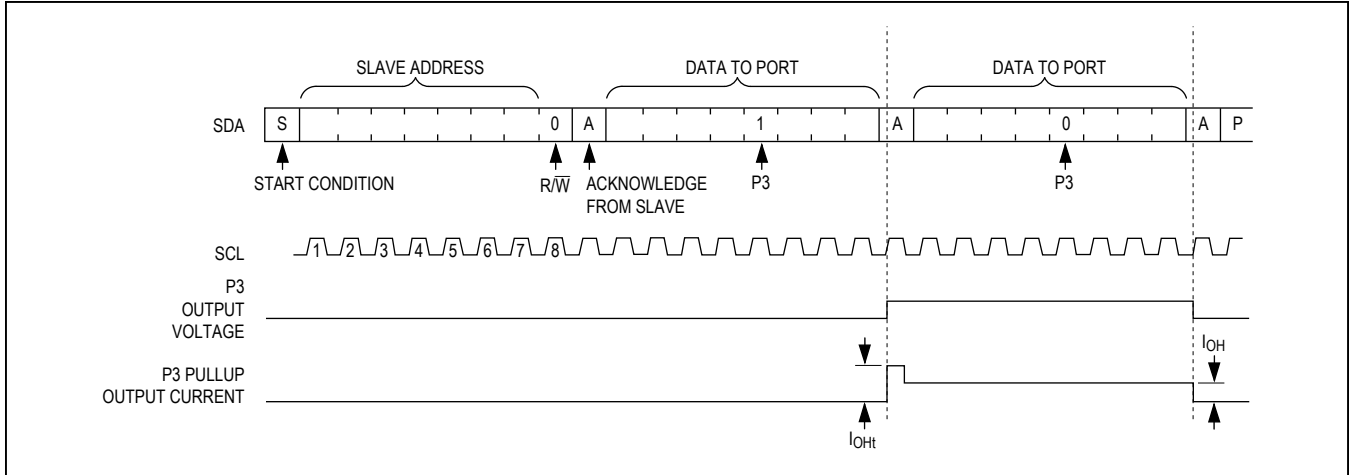 SLAVE ADDRESS DATA TO PORT DATA TO PORT
SDA S 0 A 1 A 0 A P
START CONDITION R/W̅ ACKNOWLEDGE P3 P3
FROM SLAVE
SCL 1 2 3 4 5 6 7 8
P3
OUTPUT
VOLTAGE
IOH
P3 PULLUP
OUTPUT CURRENT
IOHt